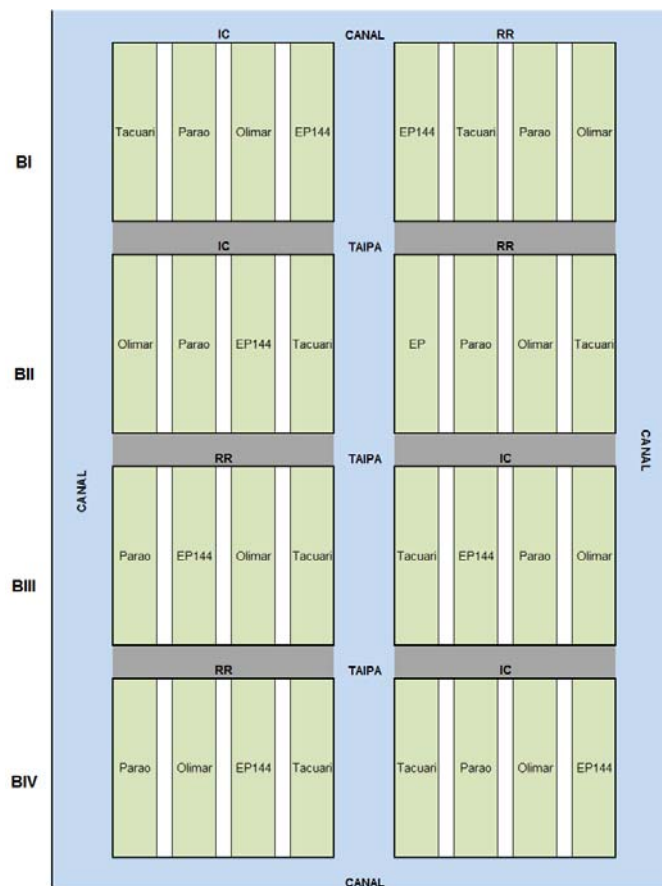 IC CANAL RR
Tacuari Parao Olimar EP144 EP144 Tacuari Parao Olimar
BI
IC TAIPA RR
Olimar Parao EP144 Tacuari EP Parao Olimar Tacuari
BII
CANAL
RR TAIPA IC
CANAL
Parao EP144 Olimar Tacuari Tacuari EP144 Parao Olimar
BIII
RR TAIPA IC
Parao Olimar EP144 Tacuari Tacuari Parao Olimar EP144
BIV
CANAL